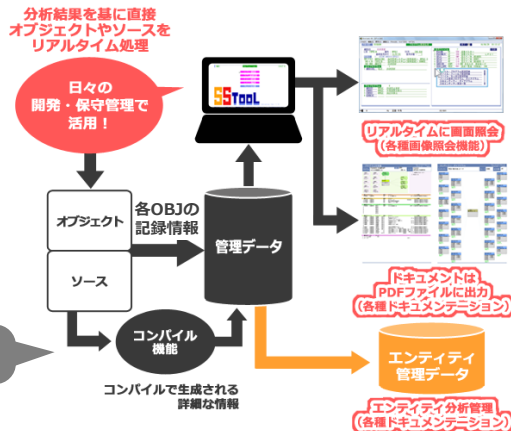 分析結果を基に直接
オブジェクトやソースを
リアルタイム処理
日々の
開発・保守管理で
活用！
SSTOOL
リアルタイムに画面照会
（各種画像照会機能）
オブジェクト
各OBJの
記録情報
管理データ
ソース
ドキュメントは
PDFファイルに出力
（各種ドキュメンテーション）
コンパイル
機能
エンティティ
管理データ
コンパイルで生成される
詳細な情報
エンティティ分析管理
（各種ドキュメンテーション）